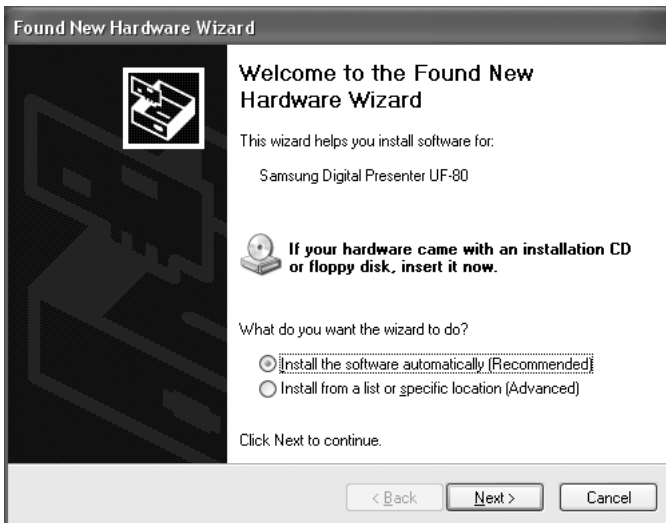 Found New Hardware Wizard
Welcome to the Found New
Hardware Wizard
This wizard helps you install software for:
Samsung Digital Presenter UF-80
If your hardware came with an installation CD
or floppy disk, insert it now.
What do you want the wizard to do?
Install the software automatically (Recommended)
Install from a list or specific location (Advanced)
Click Next to continue.
< Back Next > Cancel